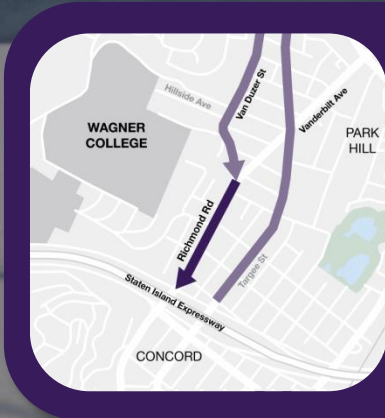 Hillside Ave
Van Duzer St
Vanderbilt Ave
WAGNER
COLLEGE
PARK
HILL
Richmond Rd
Targee St
Staten Island Expressway
CONCORD